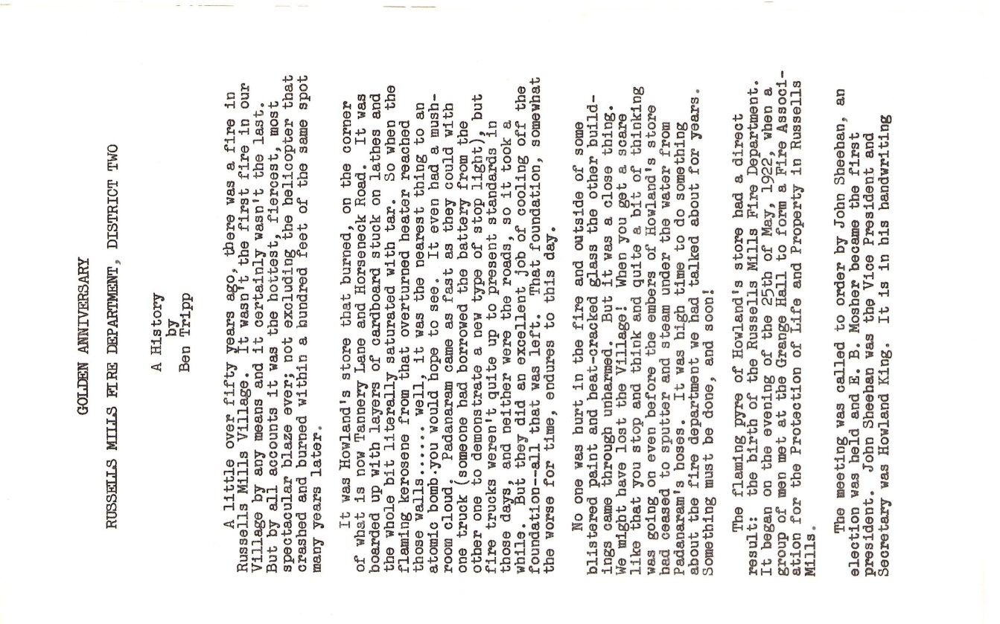 GOLDEN ANNIVERSARY
RUSSELLS MILLS FIRE DEPARTMENT, DISTRICT TWO
A History
by
Ben Tripp
A little over fifty years ago, there was a fire in
Russells Mills Village. It wasn't the first fire in our
Village by any means and it certainly wasn't the last.
But by all accounts it was the hottest, fiercest, most
spectacular blaze ever; not excluding the helicopter that
crashed and burned within a hundred feet of the same spot
many years later.
It was Howland's store that burned, on the corner
of what is now Tannery Lane and Horseneck Road. It was
boarded up with layers of cardboard stuck on lathes and
the whole bit literally saturated with tar. So when the
flaming kerosene from that overturned heater reached
those walls....... well, it was the nearest thing to an
atomic bomb.you would hope to see. It even had a mush-
room cloud. Padanaram came as fast as they could with
one truck (someone had borrowed the battery from the
other one to demonstrate a new type of stop light), but
fire trucks weren't quite up to present standards in
those days, and neither were the roads, so it took a
while. But they did an excellent job of cooling off the
foundation--all that was left. That foundation, somewhat
the worse for time, endures to this day.
No one was hurt in the fire and outside of some
blistered paint and heat-cracked glass the other build-
ings came through unharmed. But it was a close thing.
We might have lost the Village! When you get a scare
like that you stop and think and quite a bit of thinking
was going on even before the embers of Howland's store
had ceased to sputter and steam under the water from
Padanaram's hoses. It was high time to do something
about the fire department we had talked about for years.
Something must be done, and soon!
The flaming pyre of Howland's store had a direct
result: the birth of the Russells Mills Fire Department.
It began on the evening of the 25th of May, 1922, when a
group of men met at the Grange Hall to form a Fire Associ-
ation for the Protection of Life and Property in Russells
Mills.
The meeting was called to order by John Sheehan, an
election was held and E. B. Mosher became the first
president. John Sheehan was the Vice President and
Secretary was Howland King. It is in his handwriting